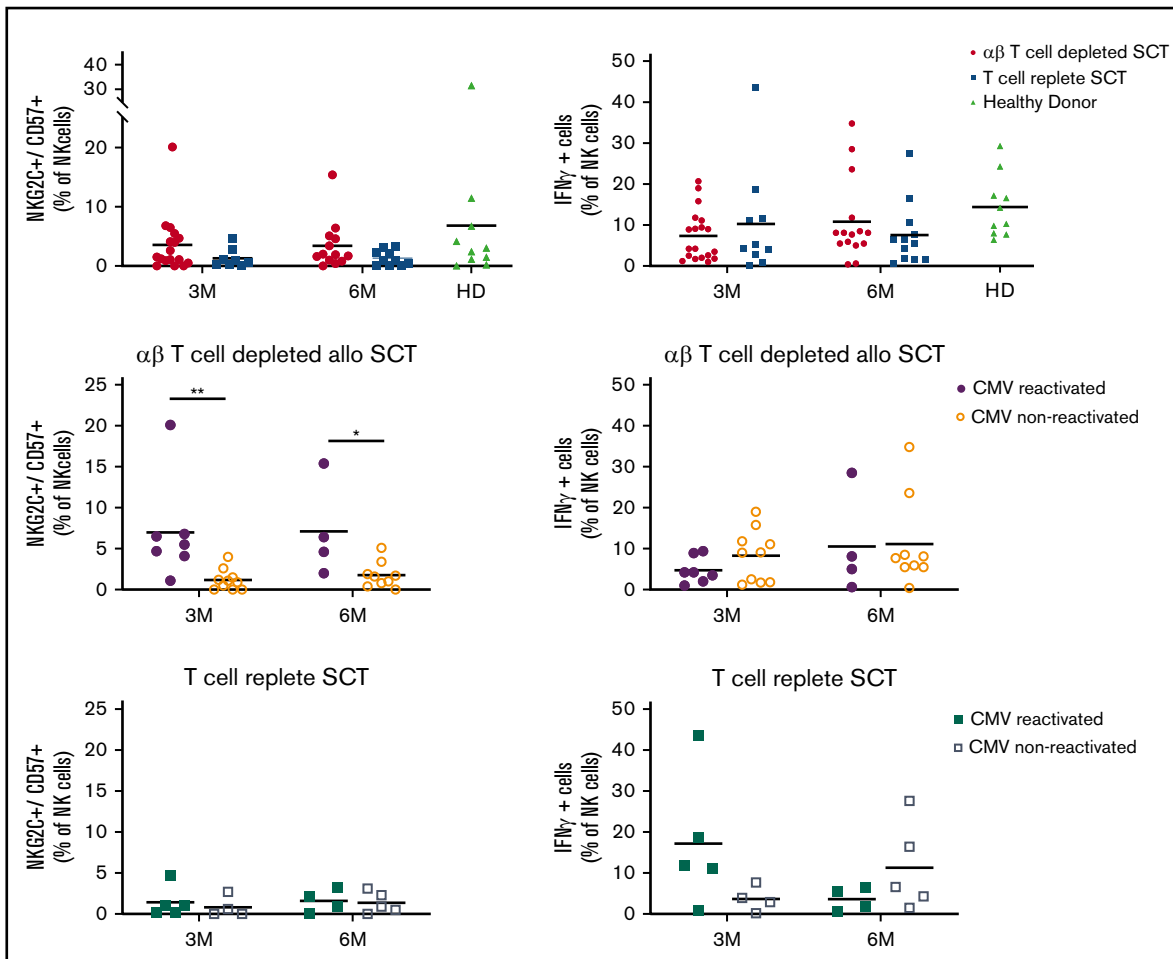 NKG2C+/ CD57+
(% of NKcells)
40
30
20
10
0
3M
6M
HD
IFNγ + cells
(% of NK cells)
50
40
30
20
10
0
3M
6M
HD
αβ T cell depleted SCT
T cell replete SCT
Healthy Donor
αβ T cell depleted allo SCT
NKG2C+/ CD57+
(% of NKcells)
25
20
15
10
5
0
**
*
3M
6M
αβ T cell depleted allo SCT
IFNγ + cells
(% of NK cells)
50
40
30
20
10
0
3M
6M
CMV reactivated
CMV non-reactivated
T cell replete SCT
NKG2C+/ CD57+
(% of NK cells)
25
20
15
10
5
0
3M
6M
T cell replete SCT
IFNγ + cells
(% of NK cells)
50
40
30
20
10
0
3M
6M
CMV reactivated
CMV non-reactivated